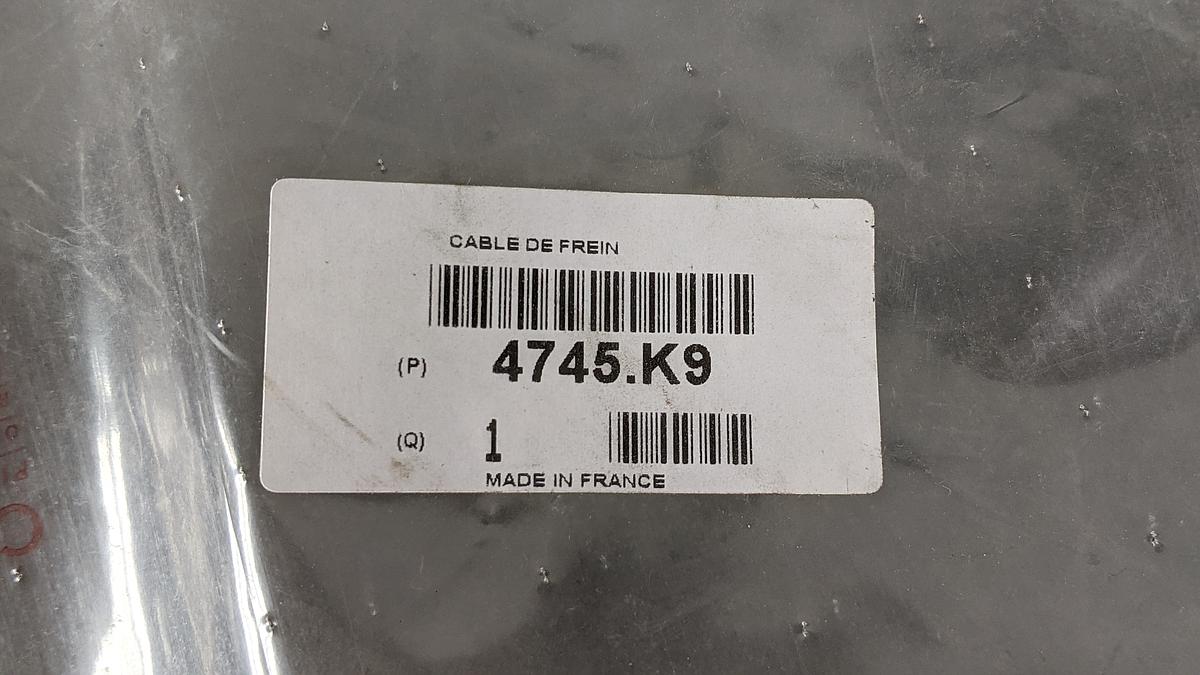 CABLE DE FREIN
(P) 4745.K9
(Q) 1
MADE IN FRANCE